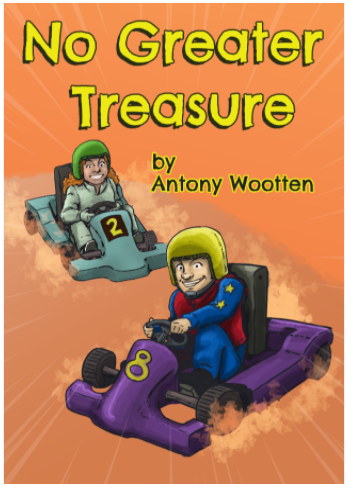 No Greater
Treasure
by
Antony Wootten
2
8